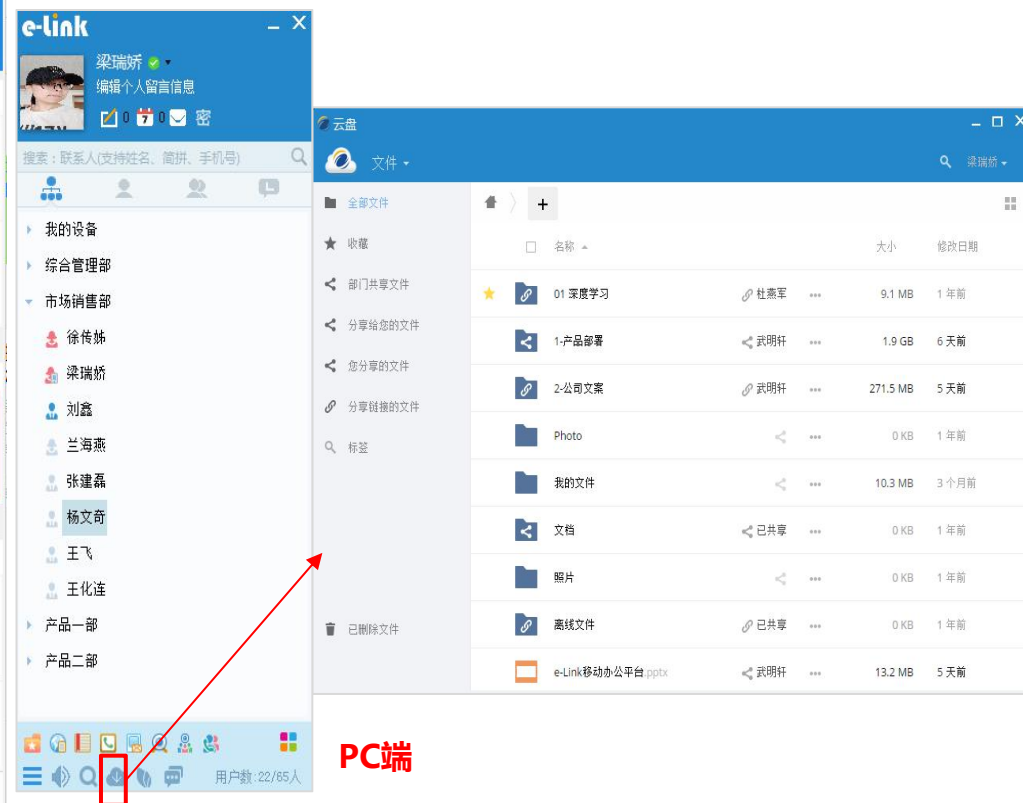 e-Link
梁瑞娇
编辑个人留言信息
0 7 0 密
搜索：联系人(支持姓名、简拼、手机号)
我的设备
综合管理部
市场销售部
徐传姊
梁瑞娇
刘鑫
兰海燕
张建磊
杨文奇
王飞
王化连
产品一部
产品二部
用户数:22/65人
云盘
文件
梁瑞娇
全部文件
收藏
部门共享文件
分享给您的文件
您分享的文件
分享链接的文件
标签
已删除文件
+
名称 大小 修改日期
01 深度学习 杜燕军 ••• 9.1 MB 1 年前
1-产品部署 武明轩 ••• 1.9 GB 6 天前
2-公司文案 武明轩 ••• 271.5 MB 5 天前
Photo ••• 0 KB 1 年前
我的文件 ••• 10.3 MB 3 个月前
文档 已共享 ••• 0 KB 1 年前
照片 ••• 0 KB 1 年前
离线文件 已共享 ••• 0 KB 1 年前
e-Link移动办公平台.pptx 武明轩 ••• 13.2 MB 5 天前
PC端